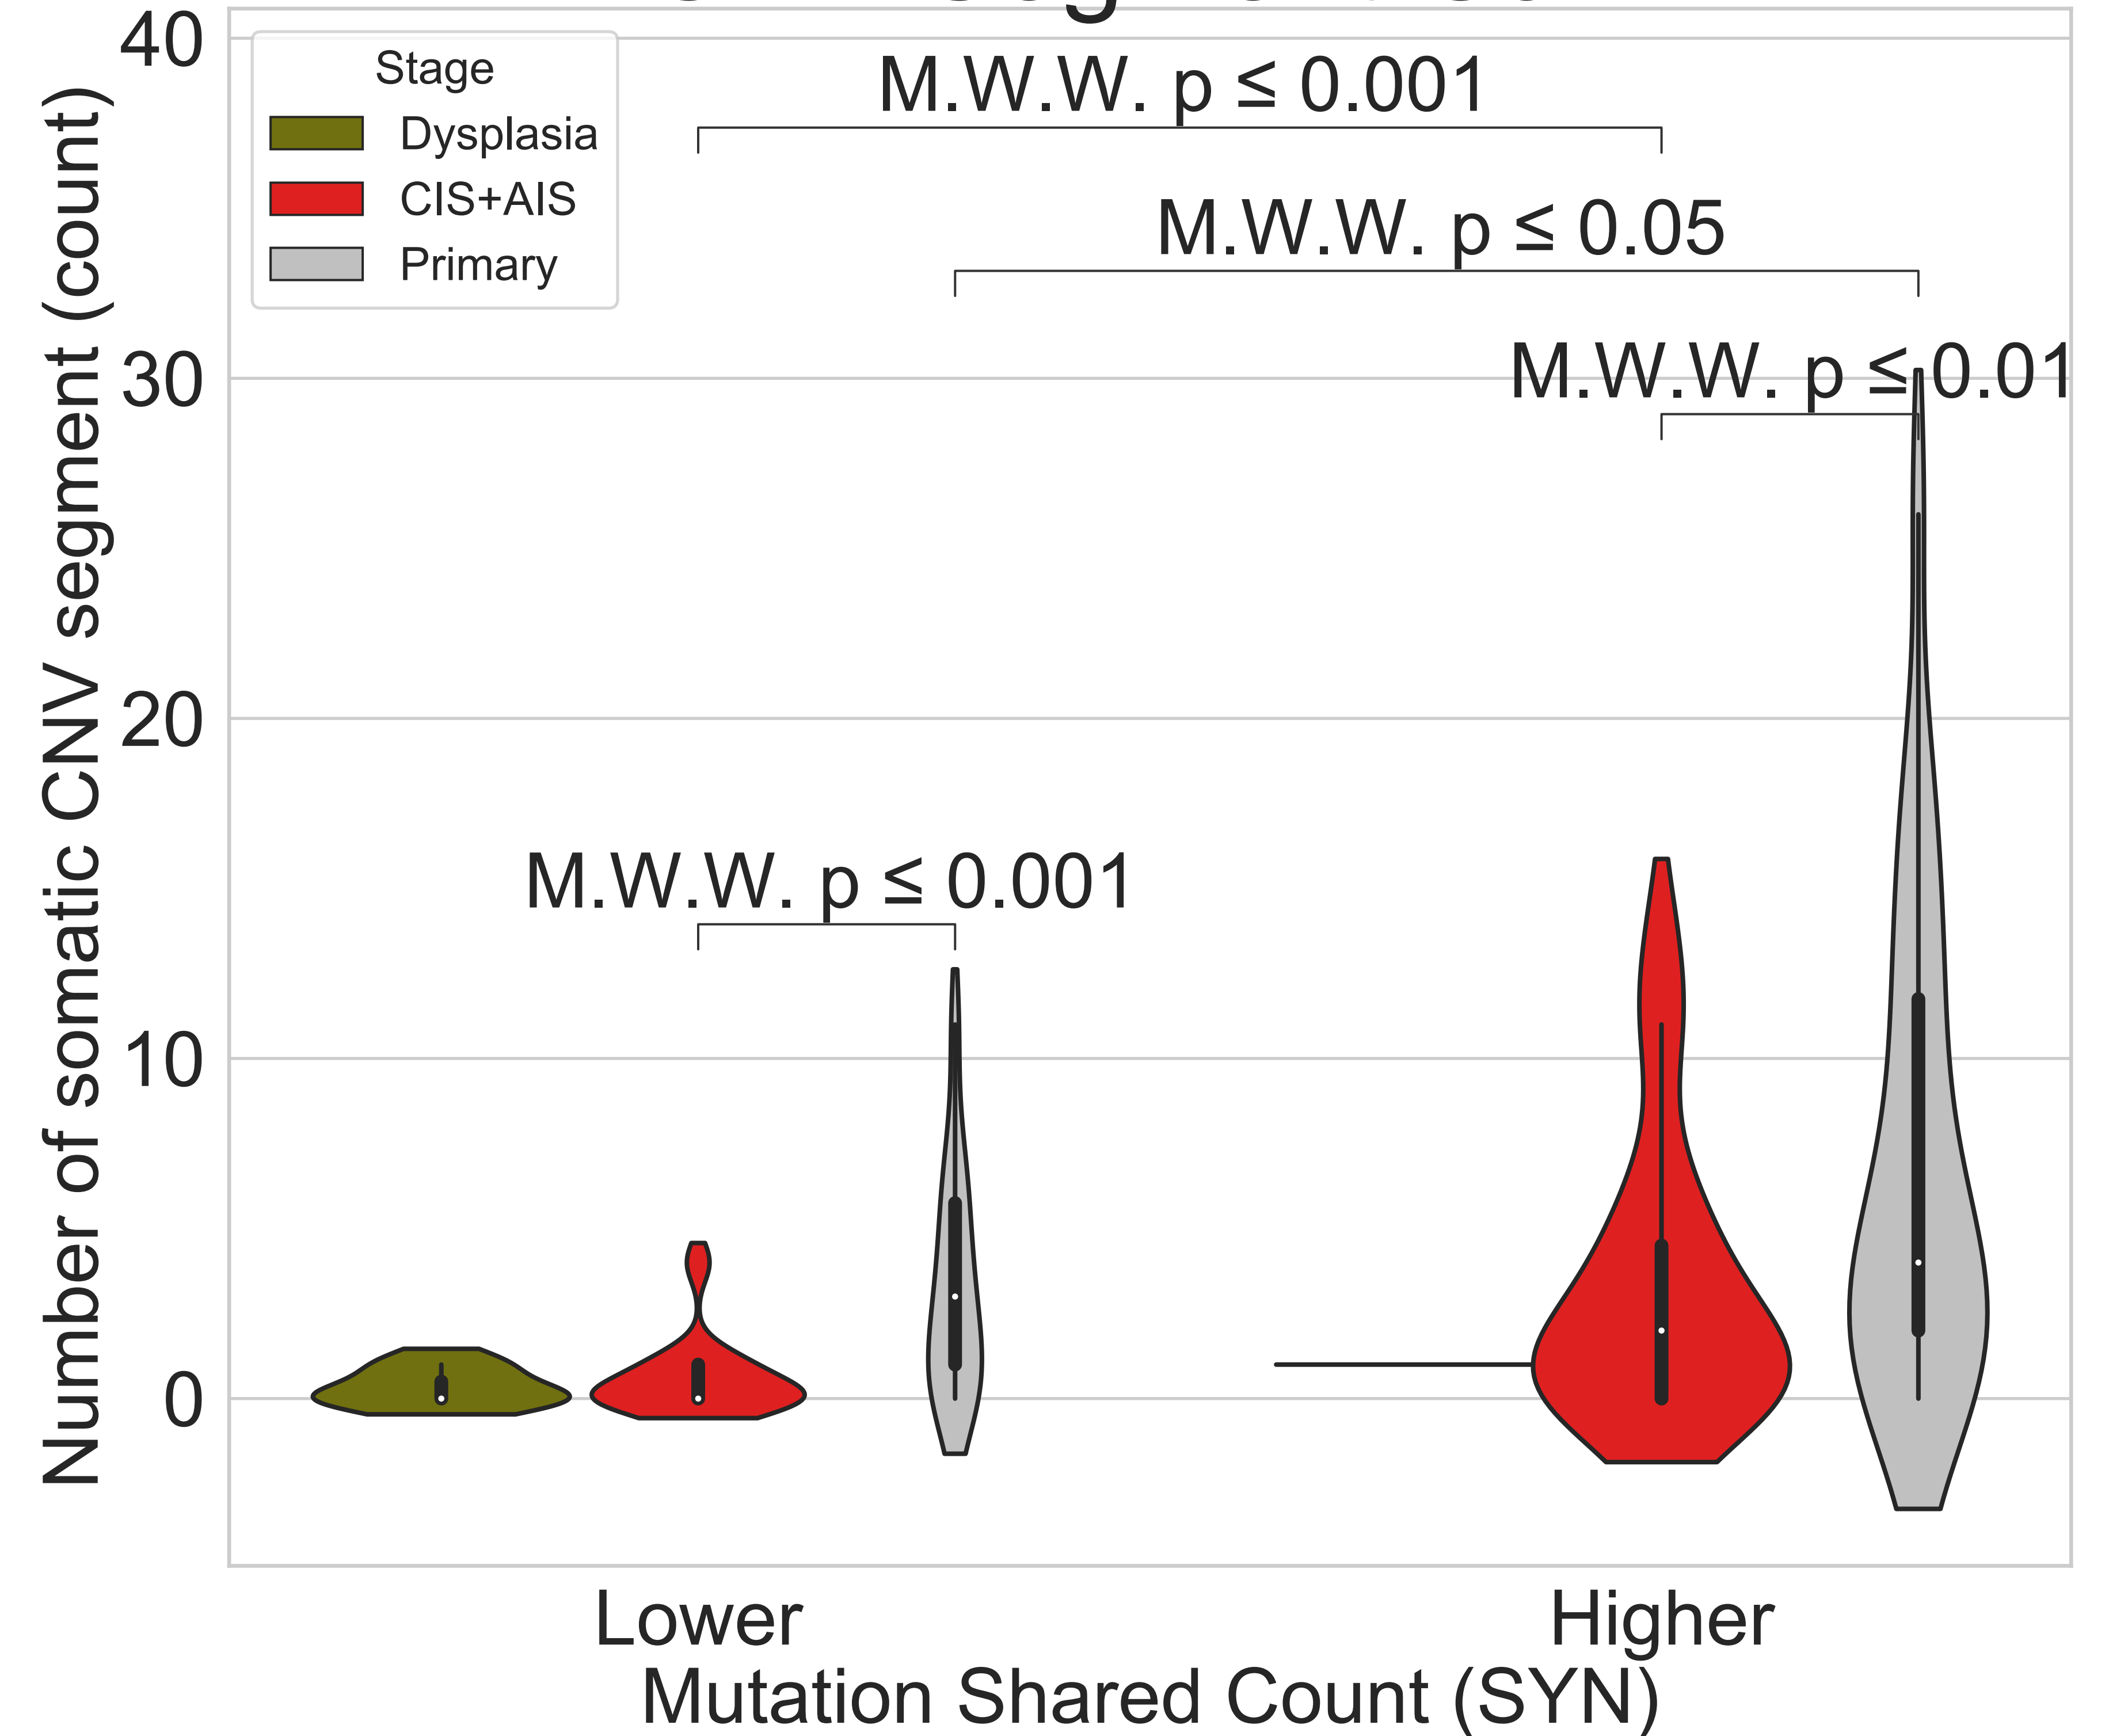 40
Stage
Dysplasia
CIS+AIS
Primary
M.W.W. p ≤ 0.001
M.W.W. p ≤ 0.05
M.W.W. p ≤ 0.01
M.W.W. p ≤ 0.001
30
20
10
0
Number of somatic CNV segment (count)
Lower
Higher
Mutation Shared Count (SYN)